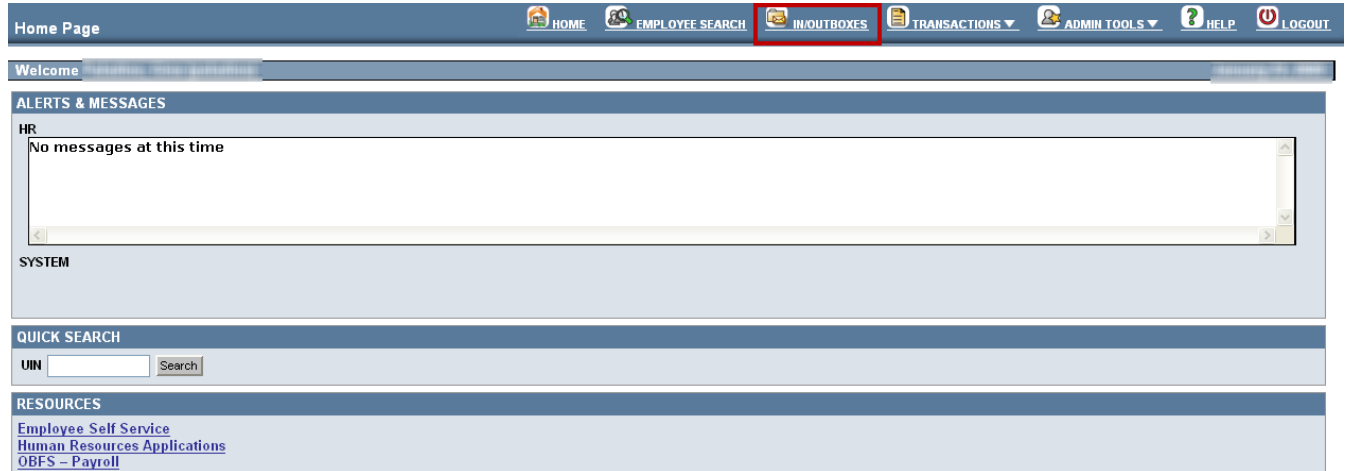 Home Page HOME EMPLOYEE SEARCH IN/OUTBOXES TRANSACTIONS ▼ ADMIN TOOLS ▼ HELP LOGOUT
Welcome
ALERTS & MESSAGES
HR
No messages at this time
SYSTEM
QUICK SEARCH
UIN Search
RESOURCES
Employee Self Service
Human Resources Applications
OBFS – Payroll